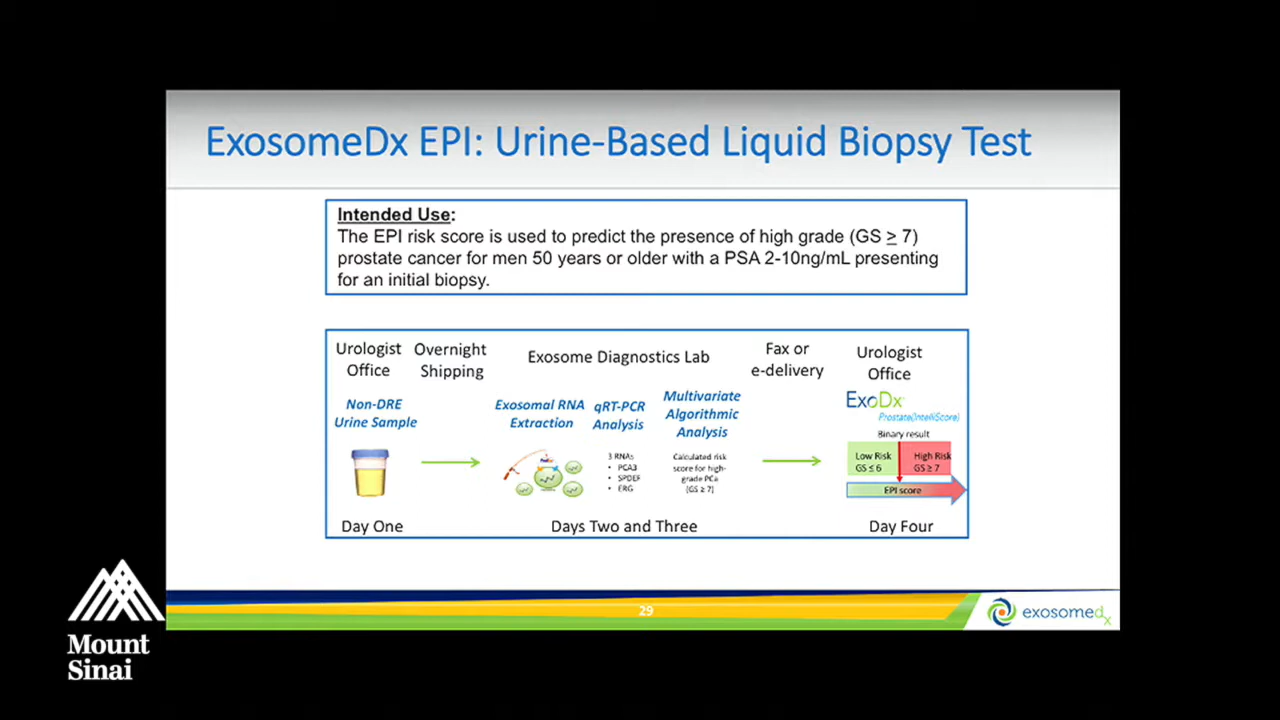 ExosomeDx EPI: Urine-Based Liquid Biopsy Test
Intended Use:
The EPI risk score is used to predict the presence of high grade (GS ≥ 7)
prostate cancer for men 50 years or older with a PSA 2-10ng/mL presenting
for an initial biopsy.
Urologist
Office
Overnight
Shipping
Exosome Diagnostics Lab
Fax or
e-delivery
Urologist
Office
Non-DRE
Urine Sample
Exosomal RNA
Extraction
qRT-PCR
Analysis
Multivariate
Algorithmic
Analysis
ExoDx
Prostate(IntelliScore)
Binary result
3 RNAs
• PCA3
• SPDEF
• ERG
Calculated risk
score for high-
grade PCa
(GS ≥ 7)
Low Risk
GS ≤ 6
High Risk
GS ≥ 7
EPI score
Day One
Days Two and Three
Day Four
29
exosomedx
Mount
Sinai